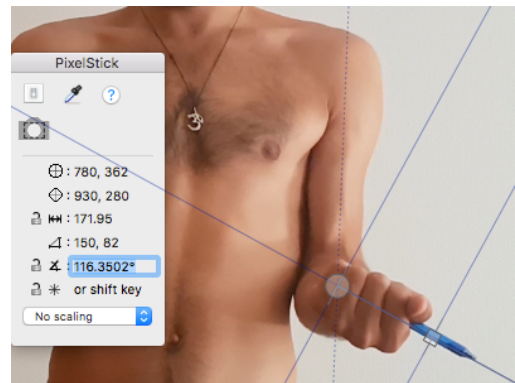 PixelStick
?
: 780, 362
: 930, 280
: 171.95
: 150, 82
: 116.3502°
or shift key
No scaling
ॐ